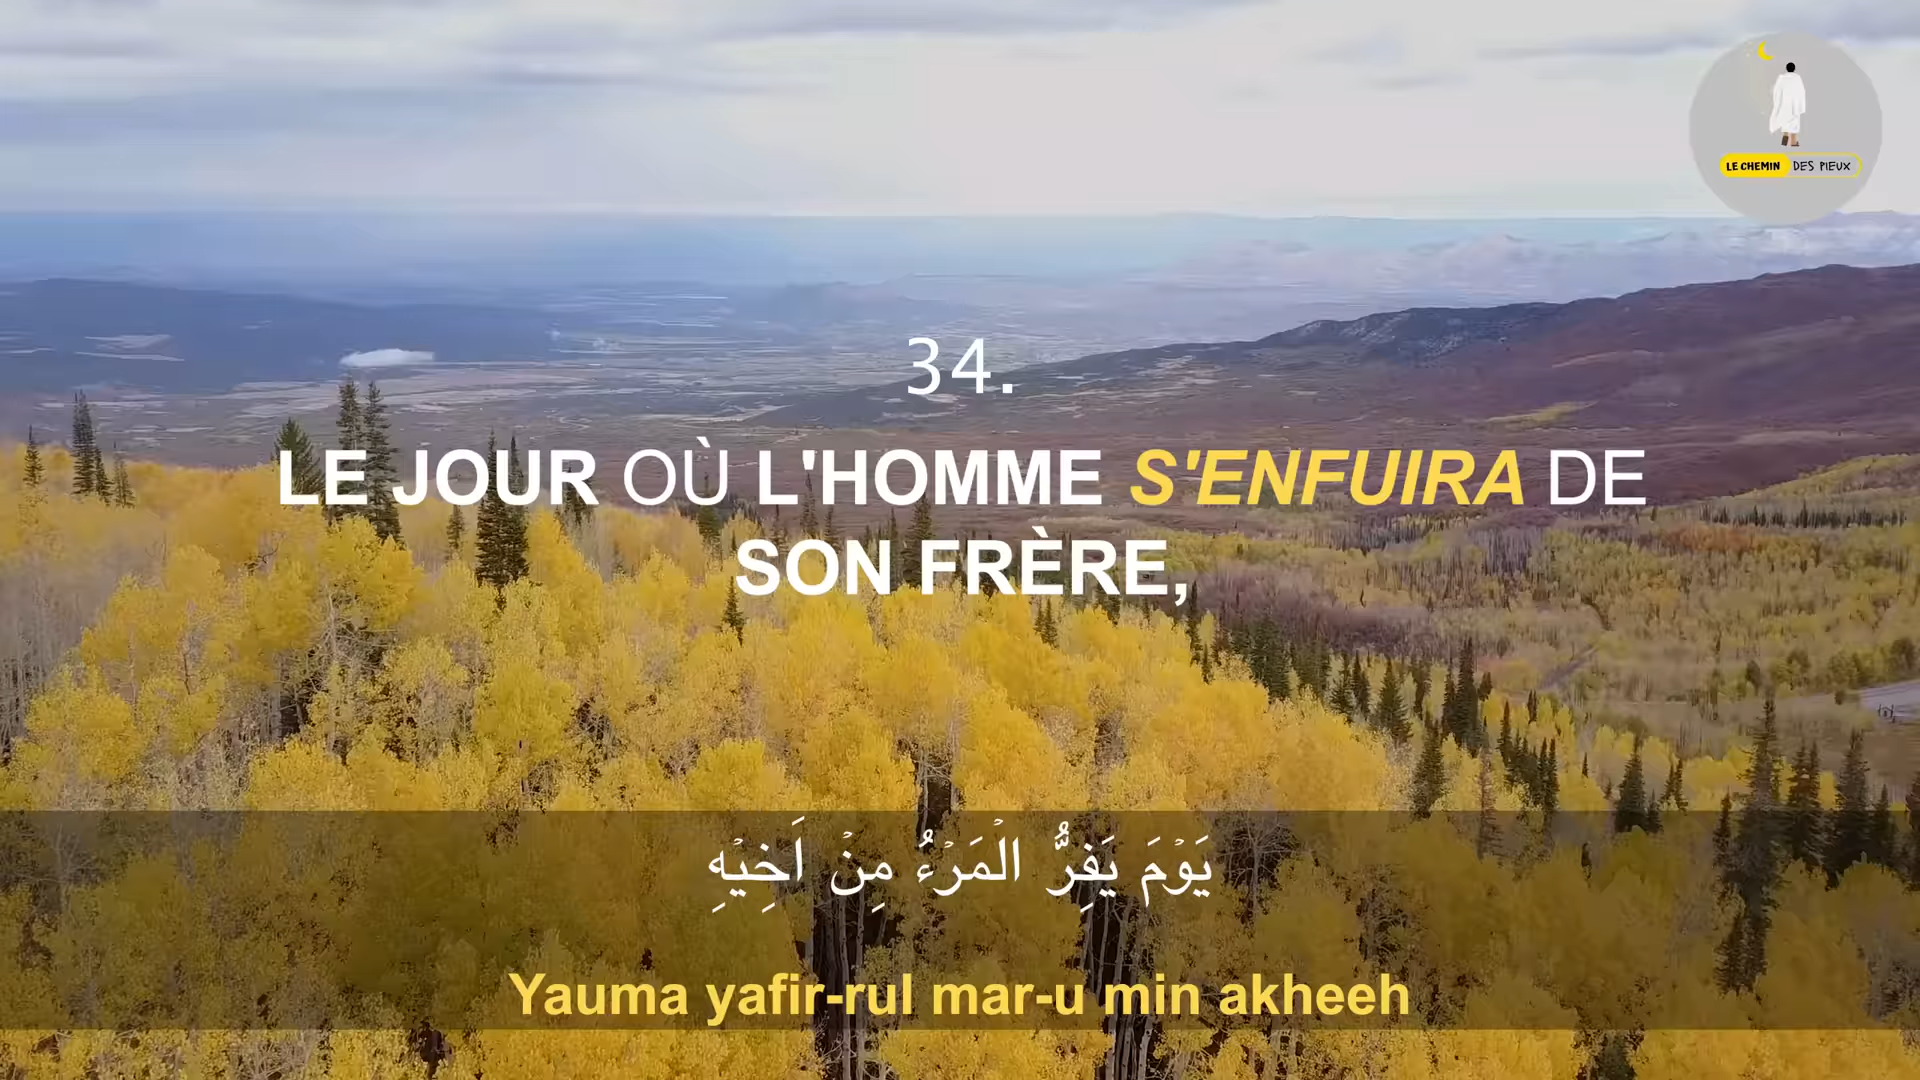 LE CHEMIN DES PIEUX
34.
LE JOUR OÙ L'HOMME S'ENFUIRA DE
SON FRÈRE,
يَوْمَ يَفِرُّ الْمَرْءُ مِنْ اَخِيْهِ
Yauma yafir-rul mar-u min akheeh